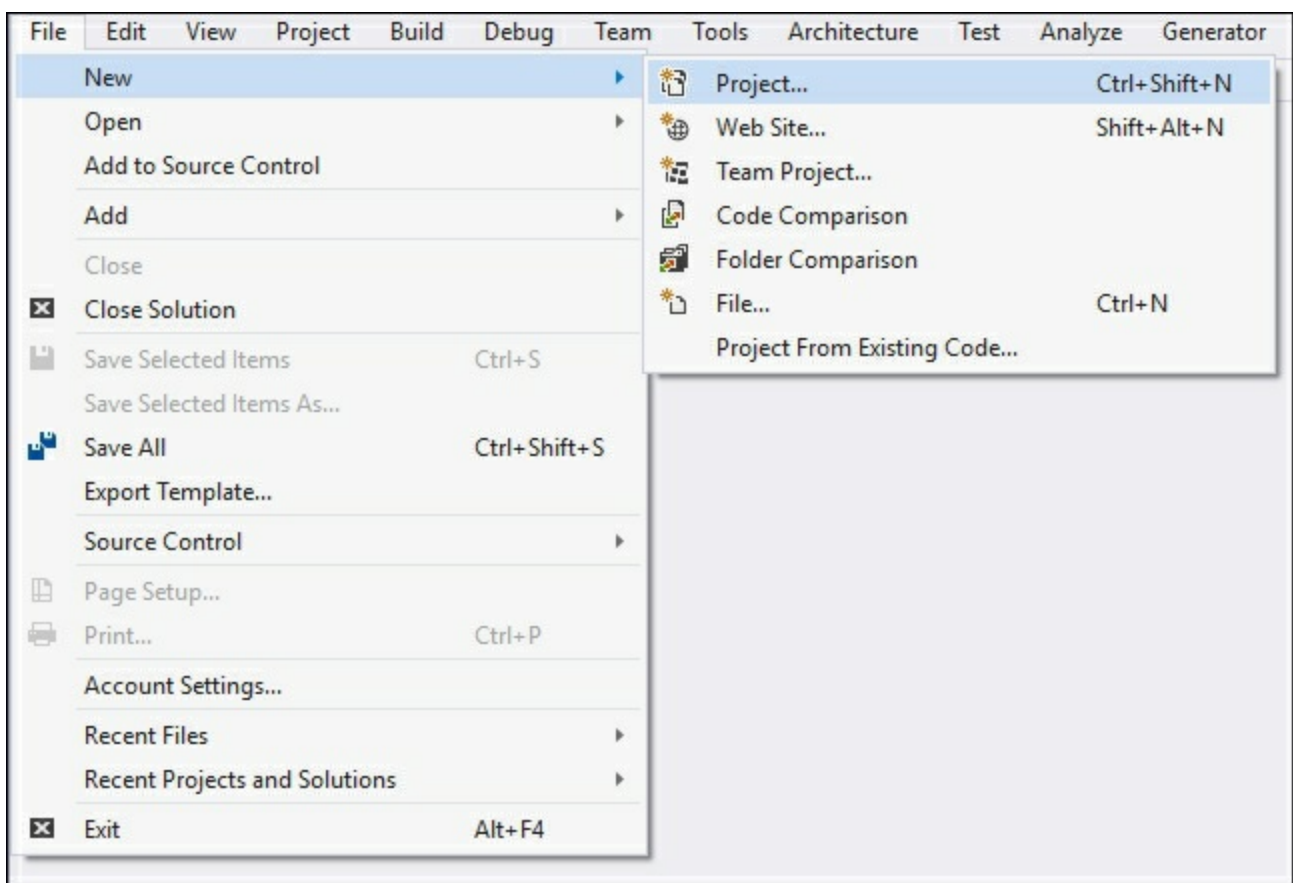 File Edit View Project Build Debug Team Tools Architecture Test Analyze Generator
New
Open
Add to Source Control
Add
Close
Close Solution
Save Selected Items Ctrl+S
Save Selected Items As...
Save All Ctrl+Shift+S
Export Template...
Source Control
Page Setup...
Print... Ctrl+P
Account Settings...
Recent Files
Recent Projects and Solutions
Exit Alt+F4
Project... Ctrl+Shift+N
Web Site... Shift+Alt+N
Team Project...
Code Comparison
Folder Comparison
File... Ctrl+N
Project From Existing Code...